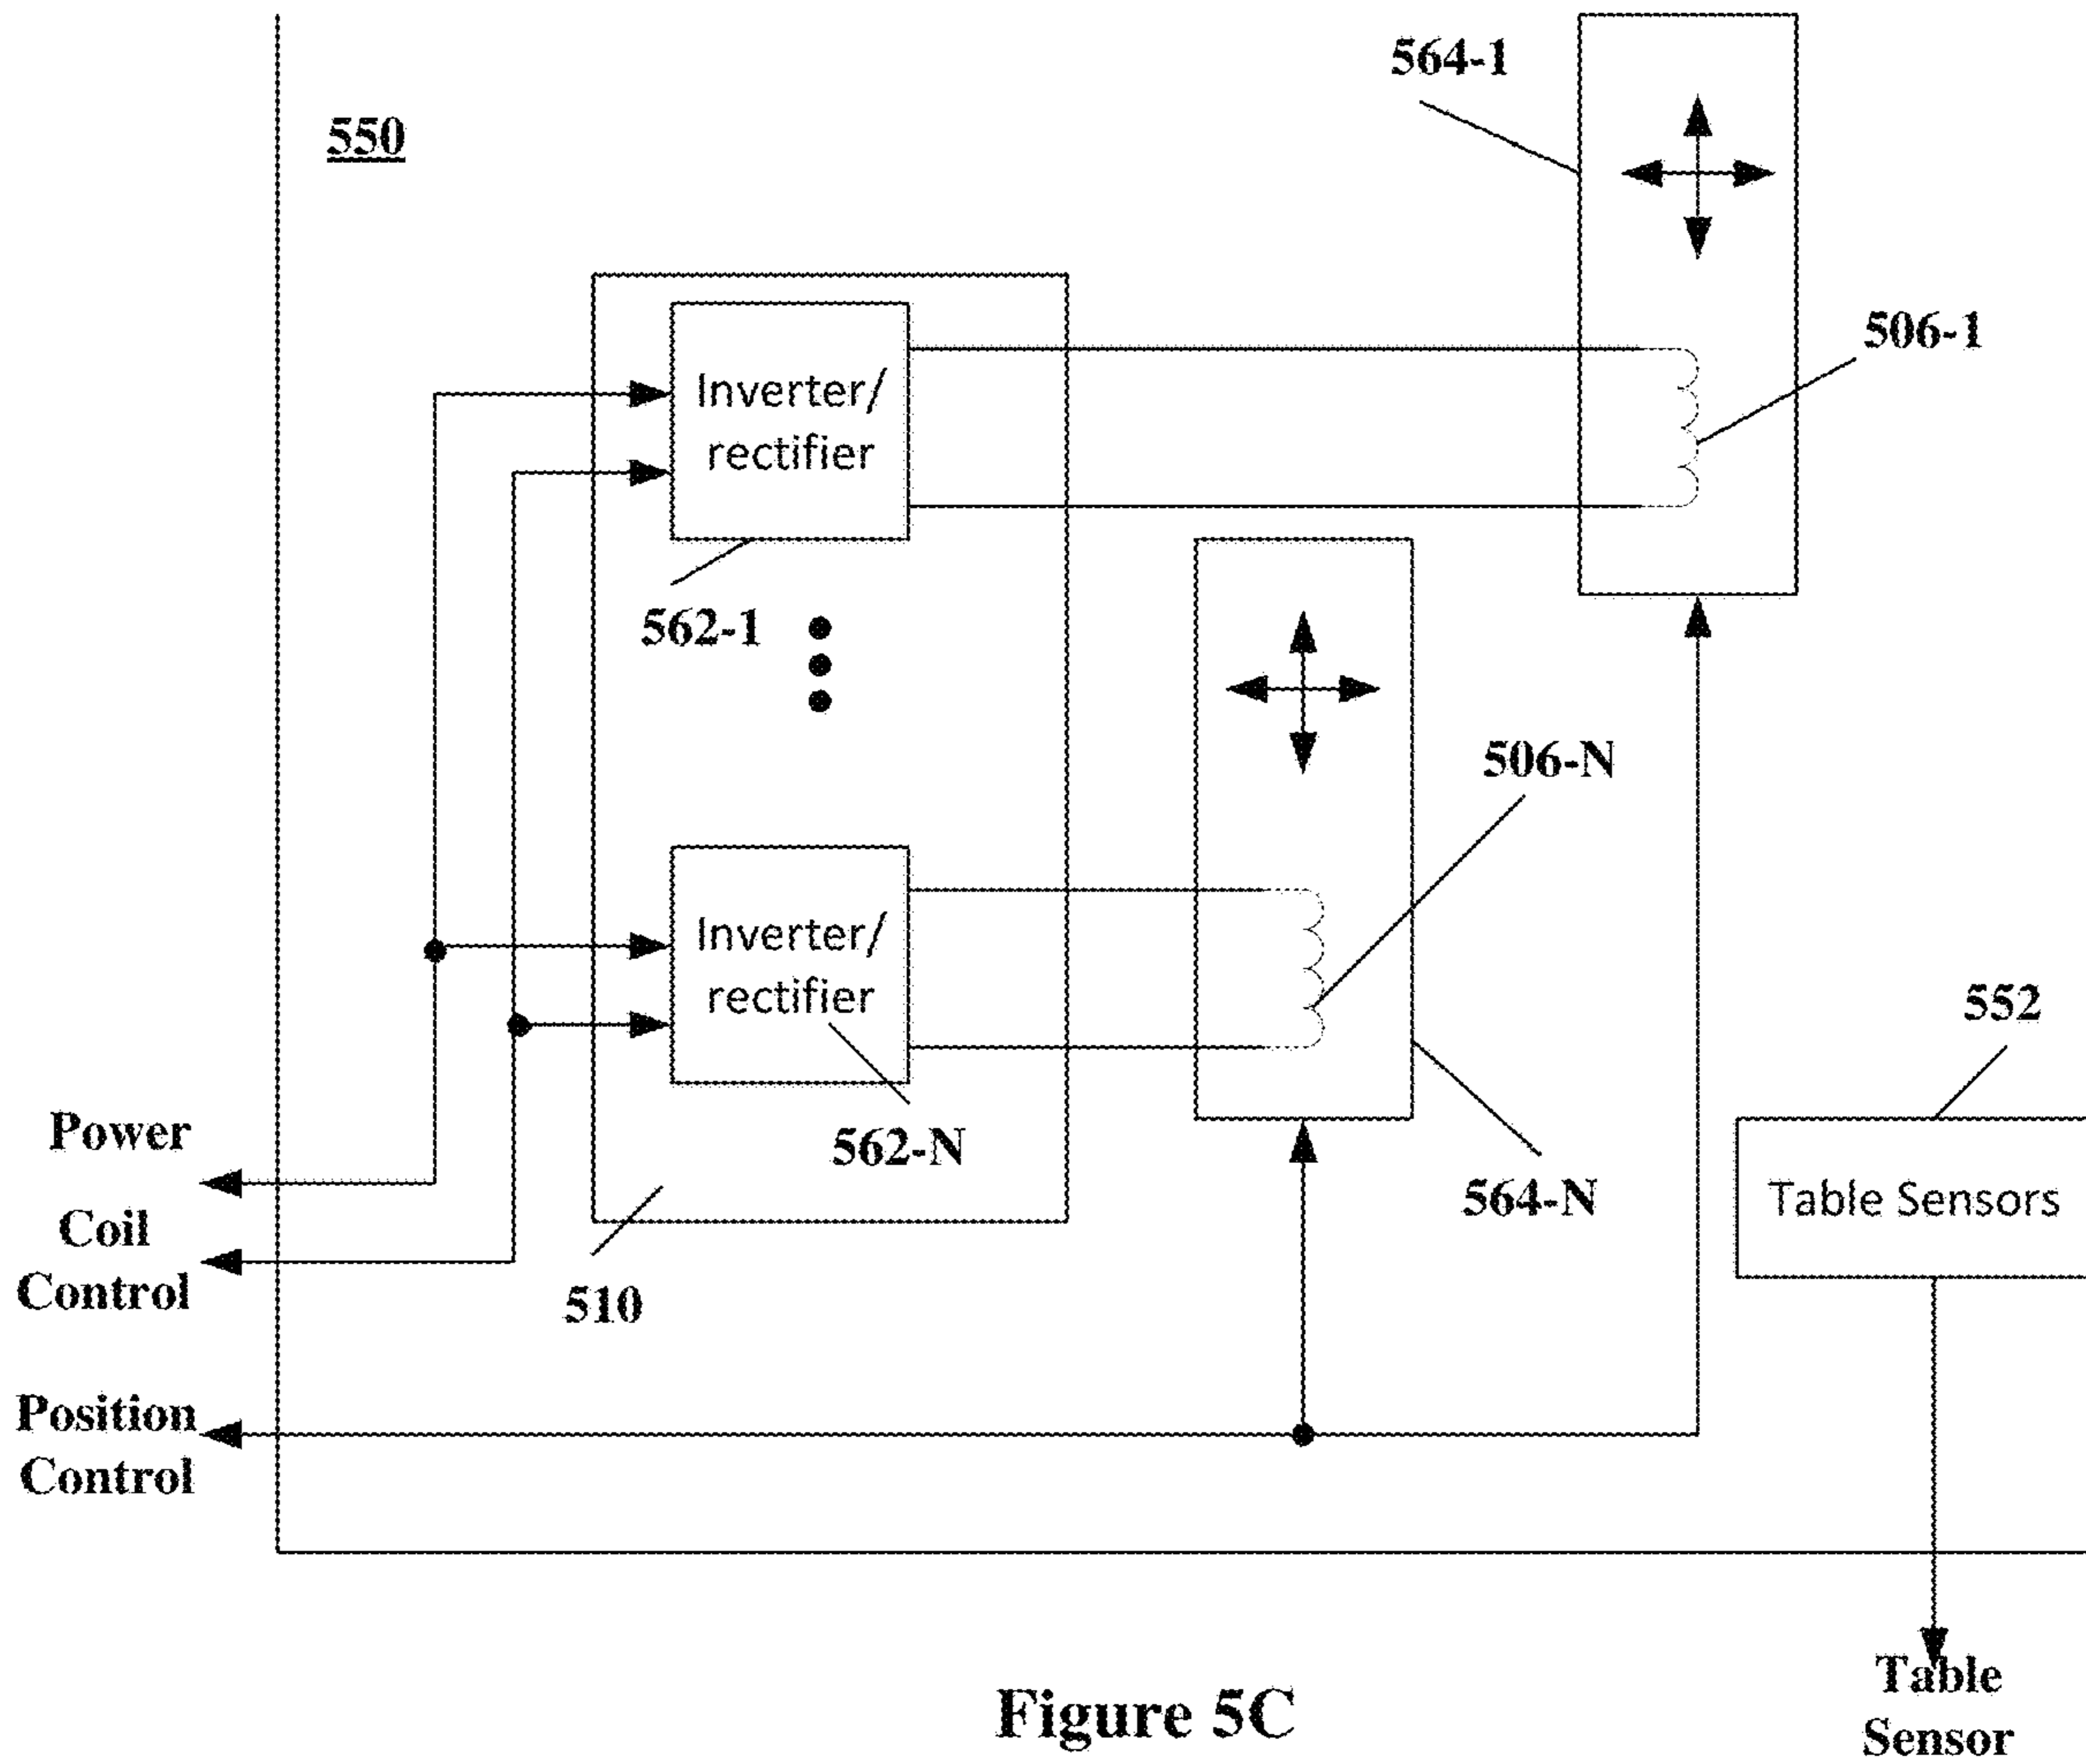 564-1
550
506-1
Inverter/
rectifier
562-1
506-N
Inverter/
rectifier
552
Power
562-N
564-N
Table Sensors
Coil
Control
510
Position
Control
Table
Sensor
Figure 5C